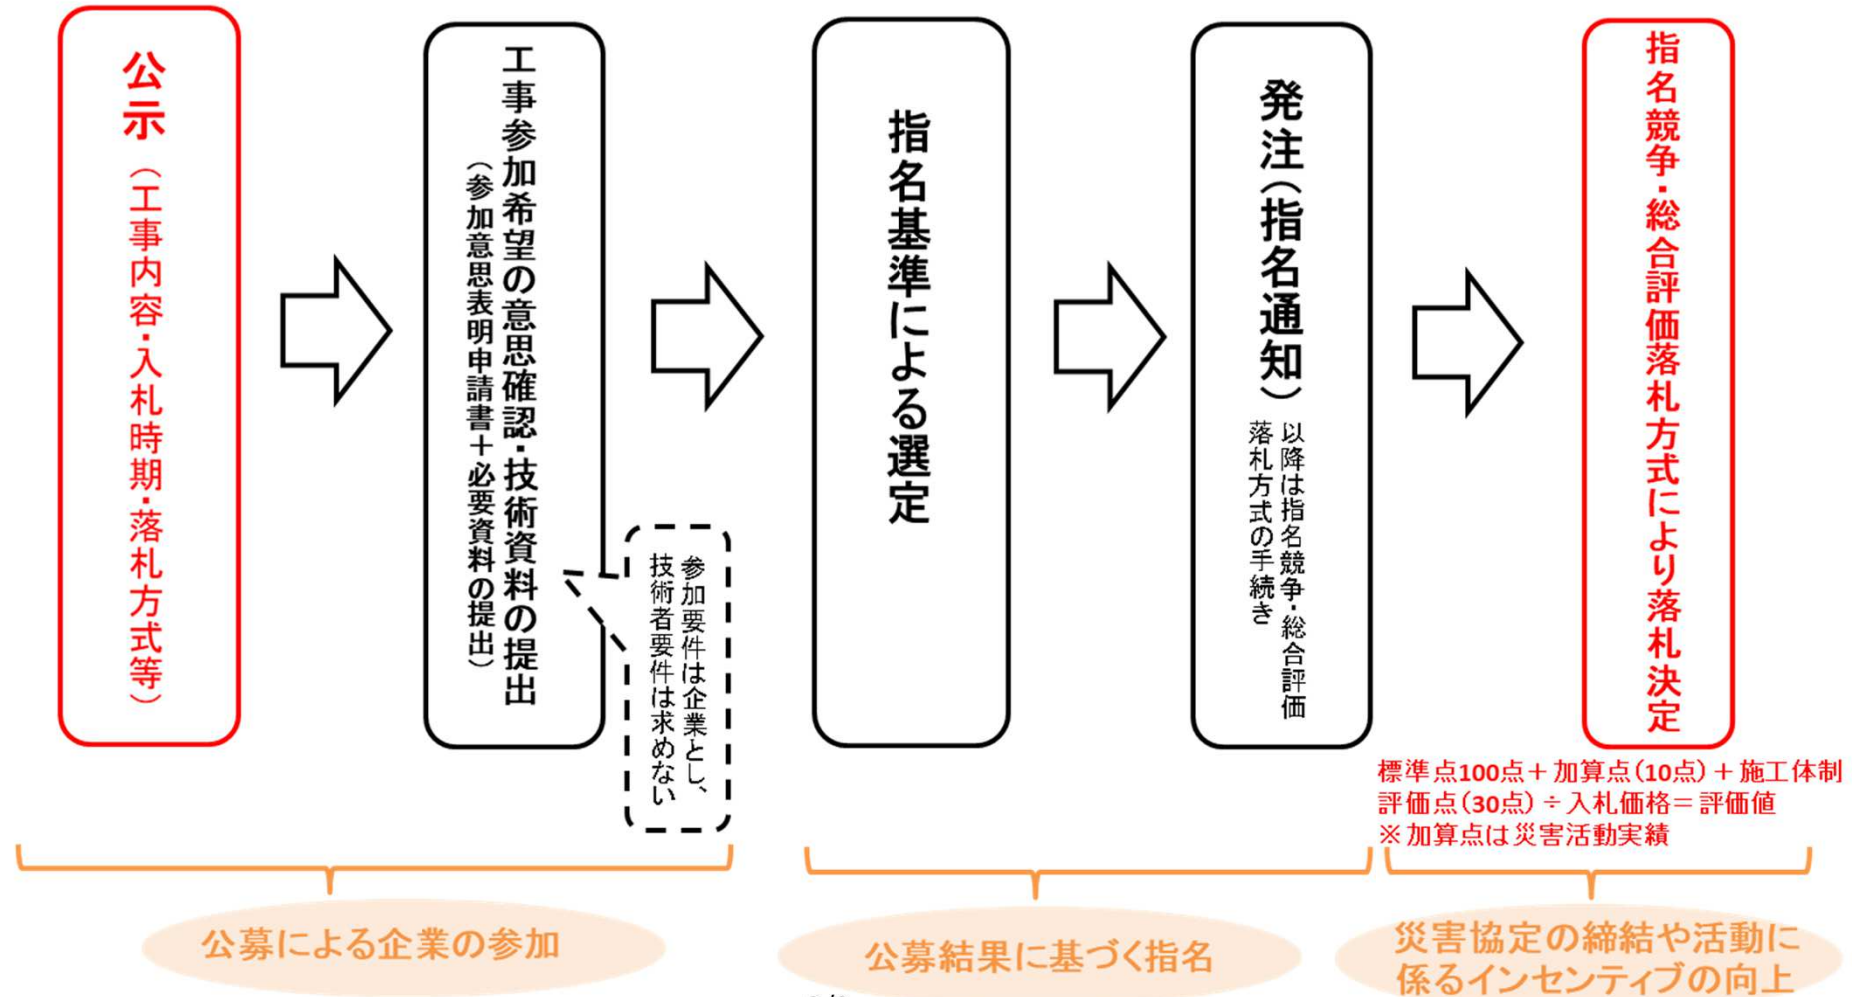 公示（工事内容・入札時期・落札方式等）
工事参加希望の意思確認・技術資料の提出
（参加意思表明申請書＋必要資料の提出）
参加要件は企業とし、
技術者要件は求めない
指名基準による選定
発注（指名通知）
以降は指名競争・総合評価
落札方式の手続き
指名競争・総合評価落札方式により落札決定
標準点100点＋加算点（10点）＋施工体制
評価点（30点）÷入札価格＝評価値
※加算点は災害活動実績
公募による企業の参加
公募結果に基づく指名
災害協定の締結や活動に
係るインセンティブの向上